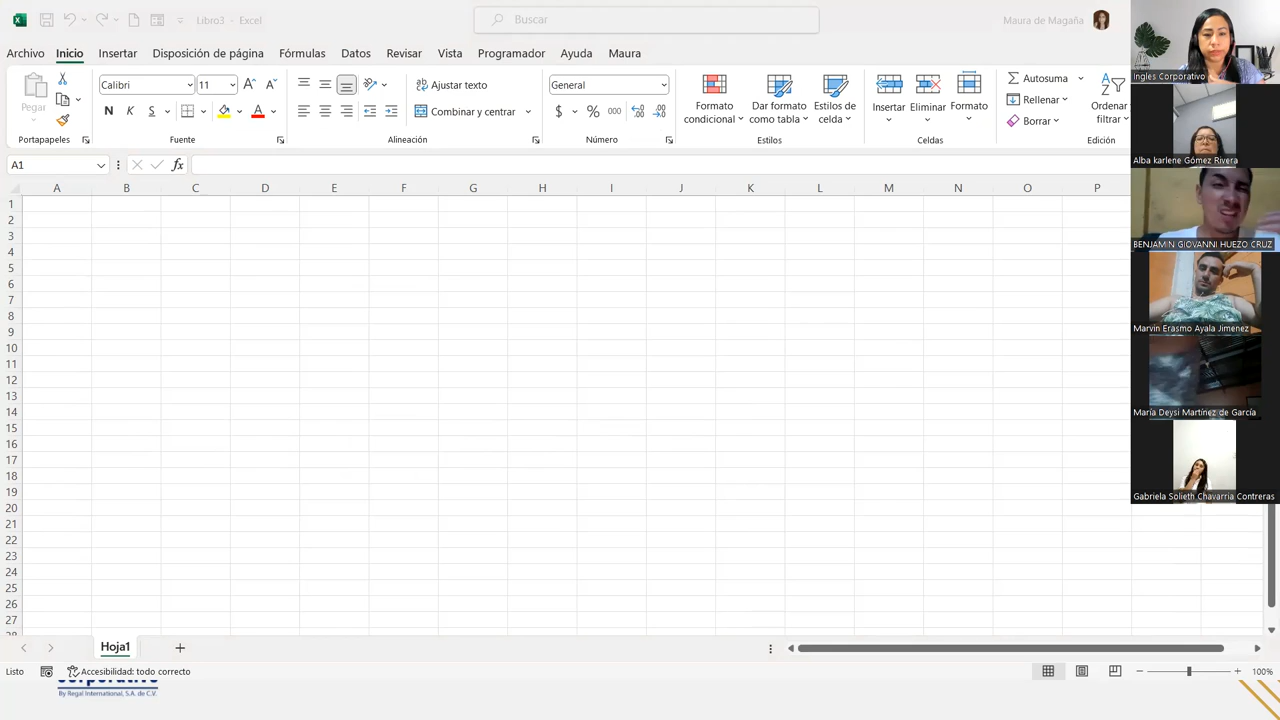 Libro3 - Excel
Buscar
Maura de Magaña
Archivo Inicio Insertar Disposición de página Fórmulas Datos Revisar Vista Programador Ayuda Maura
Pegar
Calibri 11
N K S
Ajustar texto
Combinar y centrar
General
$ % 000
Formato condicional
Dar formato como tabla
Estilos de celda
Insertar Eliminar Formato
Autosuma
Rellenar
Borrar
Ordenar filtrar
Portapapeles Fuente Alineación Número Estilos Celdas Edición
A1 fx
A B C D E F G H I J K L M N O P
1
2
3
4
5
6
7
8
9
10
11
12
13
14
15
16
17
18
19
20
21
22
23
24
25
26
27
28
Hoja1
Listo Accesibilidad: todo correcto 100%
By Regal International, S.A. de C.V.
Ingles Corporativo
Alba karlene Gómez Rivera
BENJAMIN GIOVANNI HUEZO CRUZ
Marvin Erasmo Ayala Jimenez
María Deysi Martínez de García
Gabriela Solieth Chavarria Contreras